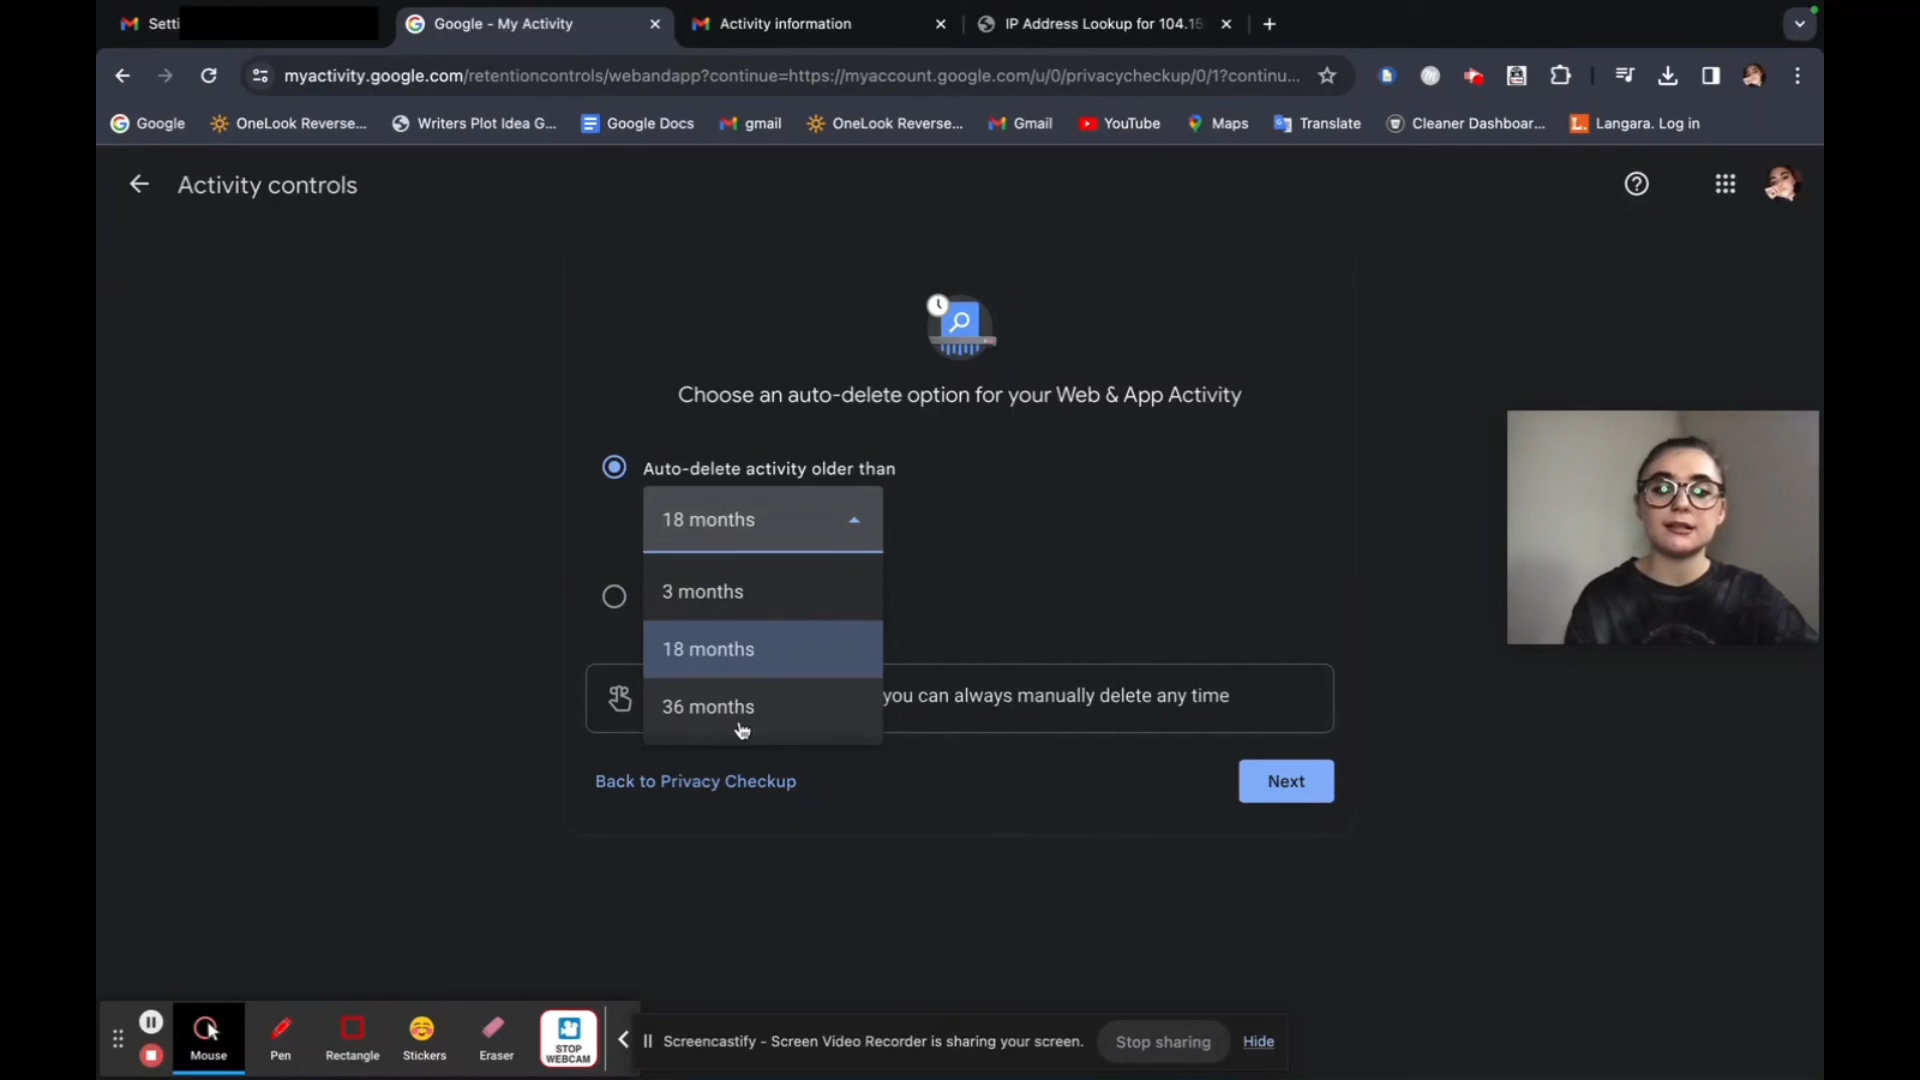 Setti
Google - My Activity
Activity information
IP Address Lookup for 104.15
myactivity.google.com/retentioncontrols/webandapp?continue=https://myaccount.google.com/u/0/privacycheckup/0/1?continu...
Google
OneLook Reverse...
Writers Plot Idea G...
Google Docs
gmail
OneLook Reverse...
Gmail
YouTube
Maps
Translate
Cleaner Dashboar...
L.
Langara. Log in
Activity controls
Choose an auto-delete option for your Web & App Activity
Auto-delete activity older than
18 months
3 months
18 months
36 months
you can always manually delete any time
Back to Privacy Checkup
Next
Mouse
Pen
Rectangle
Stickers
Eraser
STOP
WEBCAM
Screencastify - Screen Video Recorder is sharing your screen.
Stop sharing
Hide